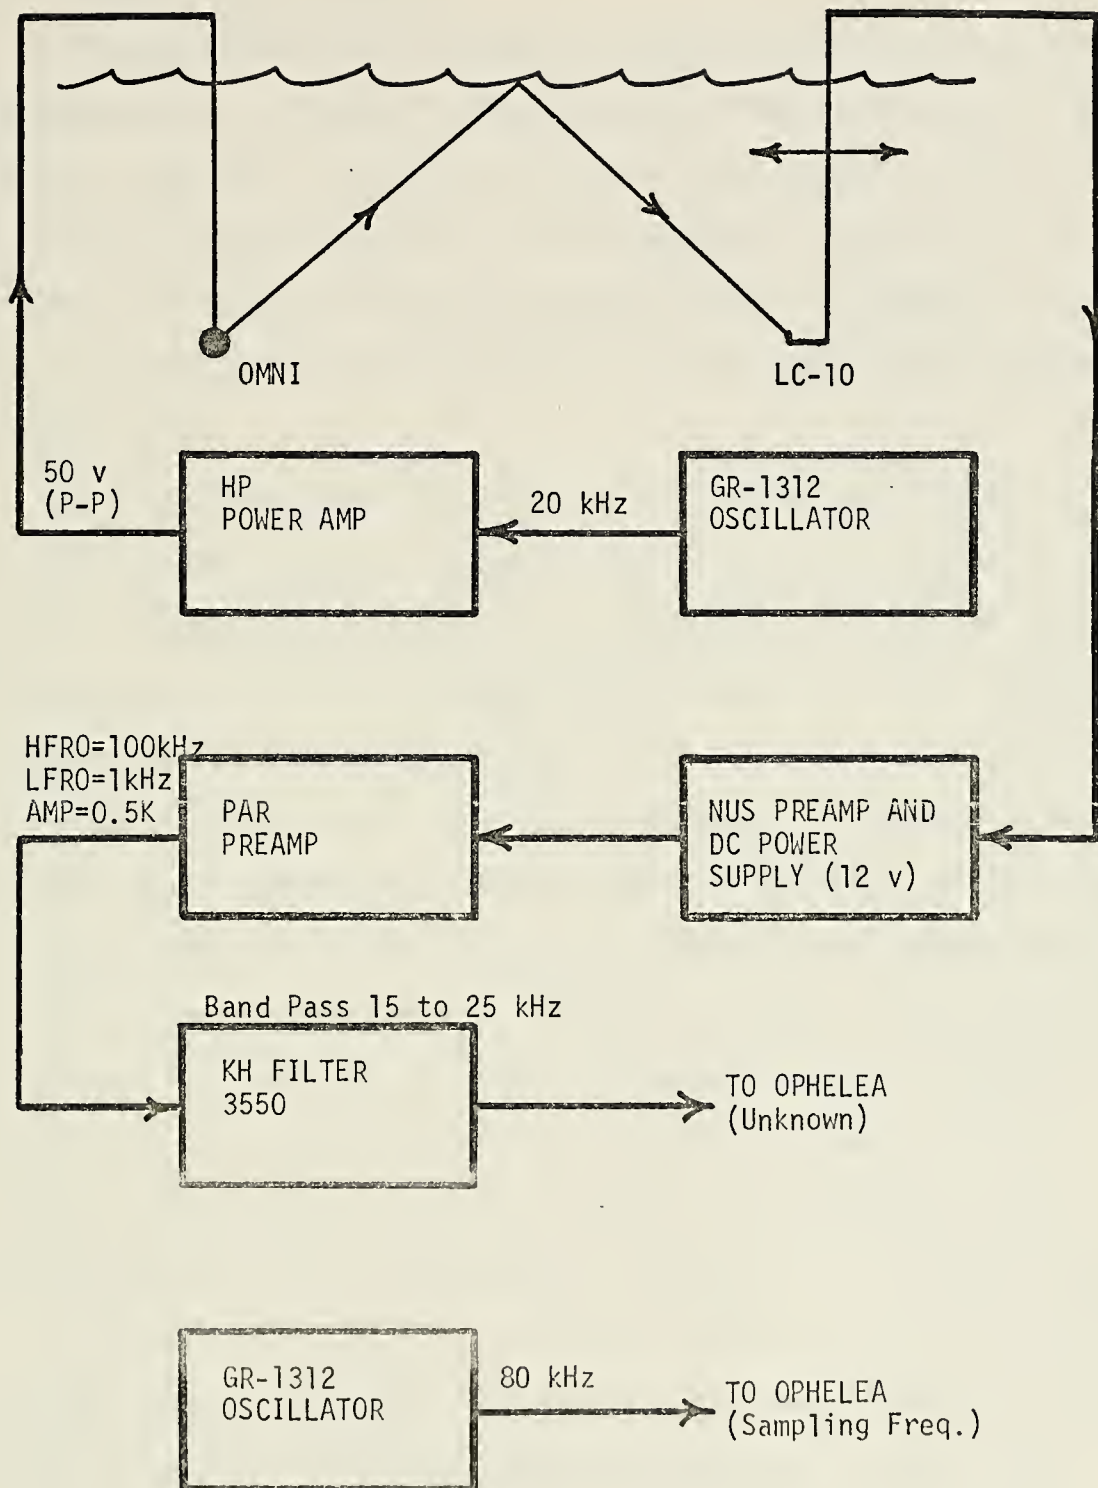 OMNI
LC-10
50 v
(P-P)
HP
POWER AMP
20 kHz
GR-1312
OSCILLATOR
HFRO=100kHz
LFRO=1kHz
AMP=0.5K
PAR
PREAMP
NUS PREAMP AND
DC POWER
SUPPLY (12 v)
Band Pass 15 to 25 kHz
KH FILTER
3550
TO OPHELEA
(Unknown)
GR-1312
OSCILLATOR
80 kHz
TO OPHELEA
(Sampling Freq.)